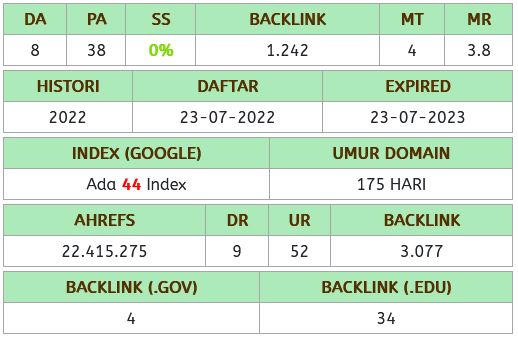 DA PA SS BACKLINK MT MR
8 38 0% 1.242 4 3.8
HISTORI DAFTAR EXPIRED
2022 23-07-2022 23-07-2023
INDEX (GOOGLE) UMUR DOMAIN
Ada 44 Index 175 HARI
AHREFS DR UR BACKLINK
22.415.275 9 52 3.077
BACKLINK (.GOV) BACKLINK (.EDU)
4 34